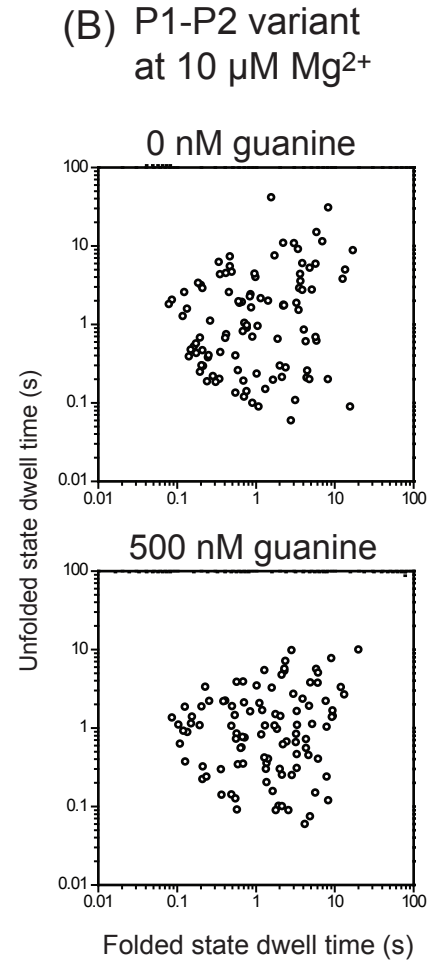 (B) P1-P2 variant
at 10 μM Mg²⁺
0 nM guanine
100
10
1
0.1
0.01
0.01 0.1 1 10 100
Unfolded state dwell time (s)
500 nM guanine
100
10
1
0.1
0.01
0.01 0.1 1 10 100
Folded state dwell time (s)